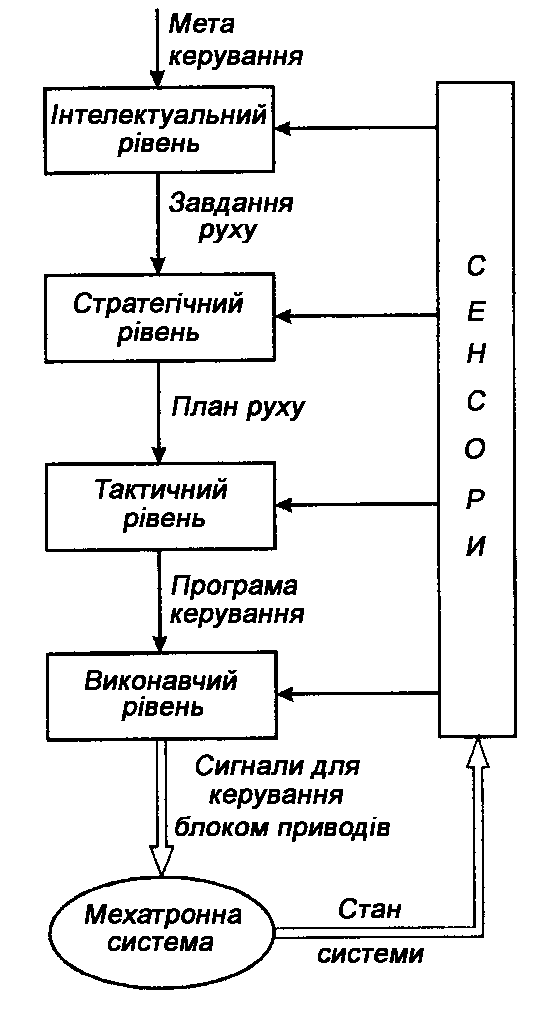 Мета
керування
Інтелектуальний
рівень
Завдання
руху
Стратегічний
рівень
План руху
Тактичний
рівень
Програма
керування
Виконавчий
рівень
Сигнали для
керування
блоком приводів
Мехатронна
система
Стан
системи
С
Е
Н
С
О
Р
И